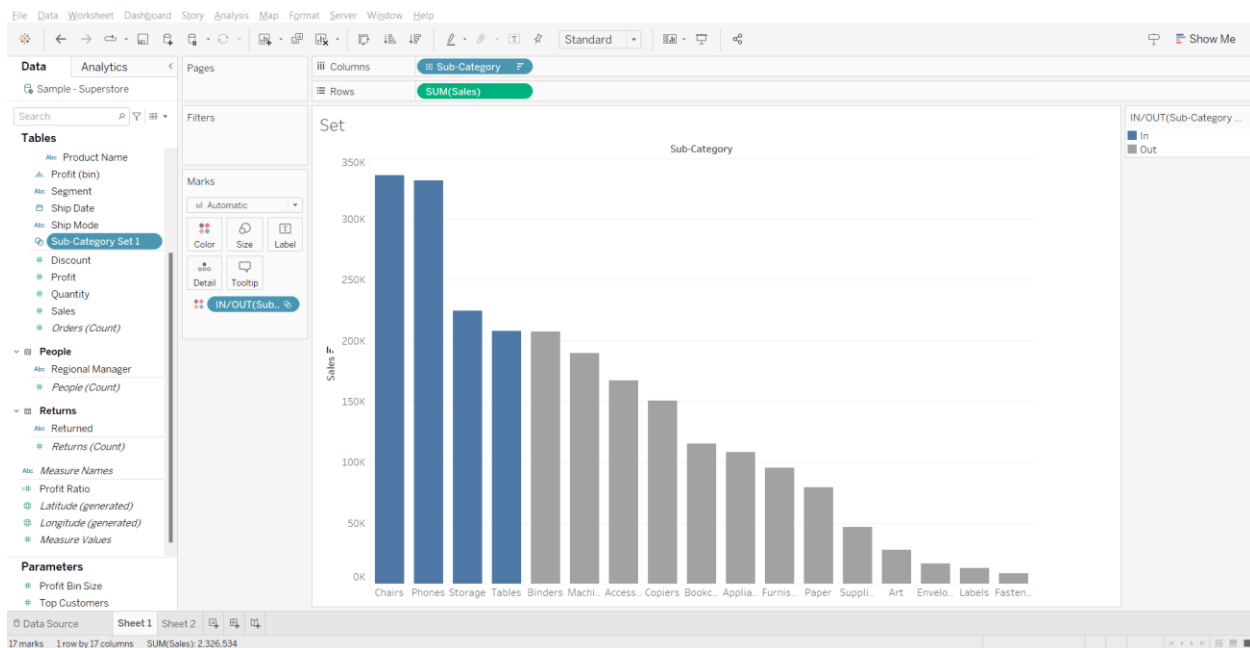 File Data Worksheet Dashboard Story Analysis Map Format Server Window Help
Standard
Show Me
Data Analytics
Sample - Superstore
Search
Tables
Abc Product Name
Profit (bin)
Abc Segment
Ship Date
Abc Ship Mode
Sub-Category Set 1
# Discount
# Profit
# Quantity
# Sales
# Orders (Count)
People
Abc Regional Manager
# People (Count)
Returns
Abc Returned
# Returns (Count)
Abc Measure Names
=# Profit Ratio
Latitude (generated)
Longitude (generated)
# Measure Values
Parameters
# Profit Bin Size
# Top Customers
Pages
Filters
Marks
Automatic
Color Size Label
Detail Tooltip
IN/OUT(Sub..
Columns Sub-Category
Rows SUM(Sales)
Set
Sub-Category
Sales
350K
300K
250K
200K
150K
100K
50K
0K
Chairs Phones Storage Tables Binders Machi.. Access.. Copiers Bookc.. Applia.. Furnis.. Paper Suppli.. Art Envelo.. Labels Fasten..
IN/OUT(Sub-Category ...
In
Out
Data Source Sheet 1 Sheet 2
17 marks 1 row by 17 columns SUM(Sales): 2,326,534